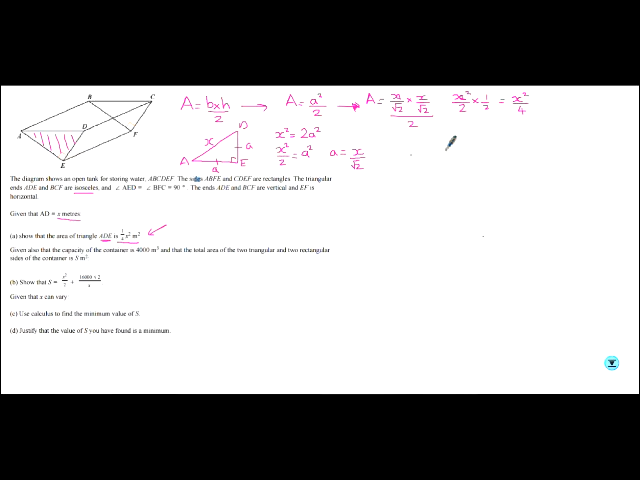 B
C
A
D
E
F
A = bxh/2 → A = a²/2 → A = x/√2 × x/√2 / 2
x²/2 × 1/2 = x²/4
D
x
a
A
E
a
x² = 2a²
x²/2 = a²
a = x/√2
The diagram shows an open tank for storing water, ABCDEF. The sides ABFE and CDEF are rectangles. The triangular
ends ADE and BCF are isosceles, and ∠ AED = ∠ BFC = 90 ° The ends ADE and BCF are vertical and EF is
horizontal.
Given that AD = x metres
(a) show that the area of triangle ADE is 1/4 x² m²
Given also that the capacity of the container is 4000 m³ and that the total area of the two triangular and two rectangular
sides of the container is S m²
(b) Show that S = x²/2 +
Given that x can vary
(c) Use calculus to find the minimum value of S.
(d) Justify that the value of S you have found is a minimum.